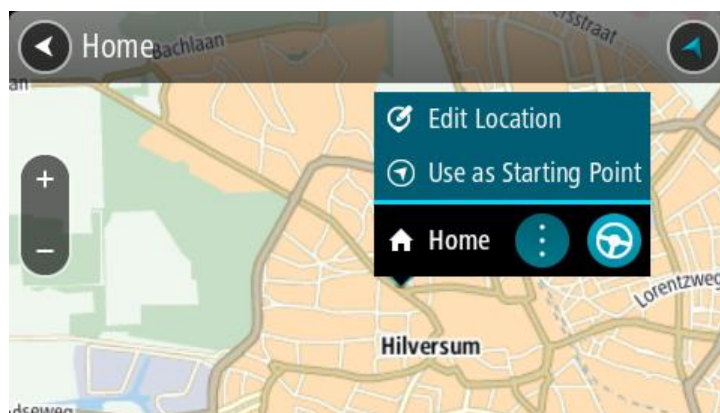 Home
Bachlaan
Edit Location
Use as Starting Point
Home
Lorentzweg
Hilversum